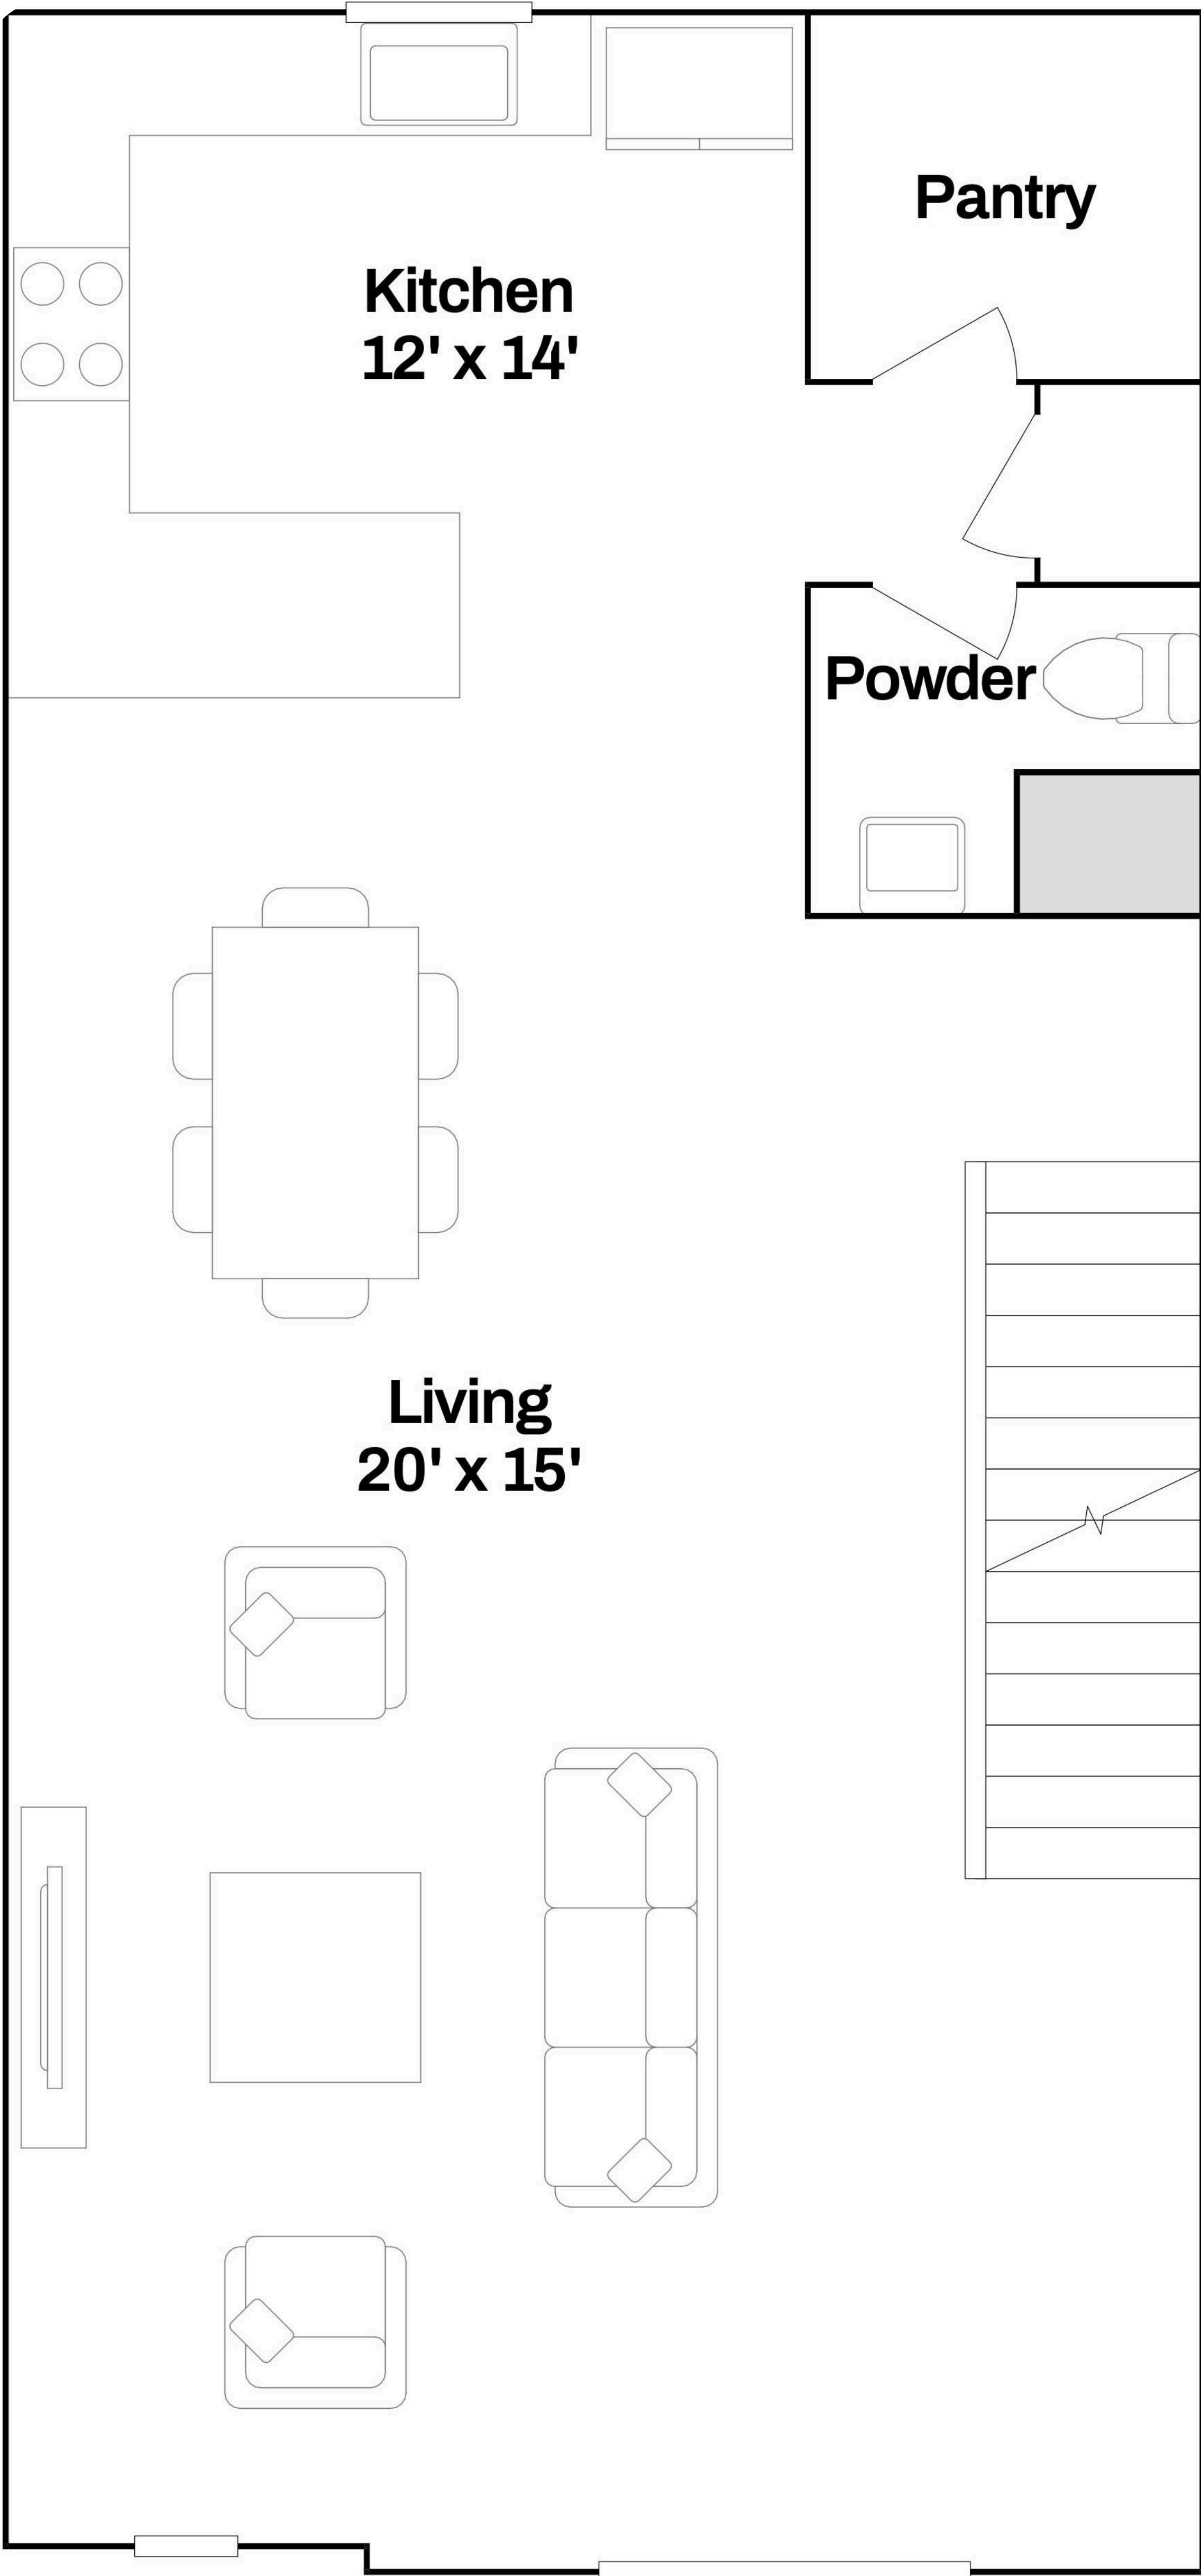 Pantry
Kitchen
12' x 14'
Powder
Living
20' x 15'